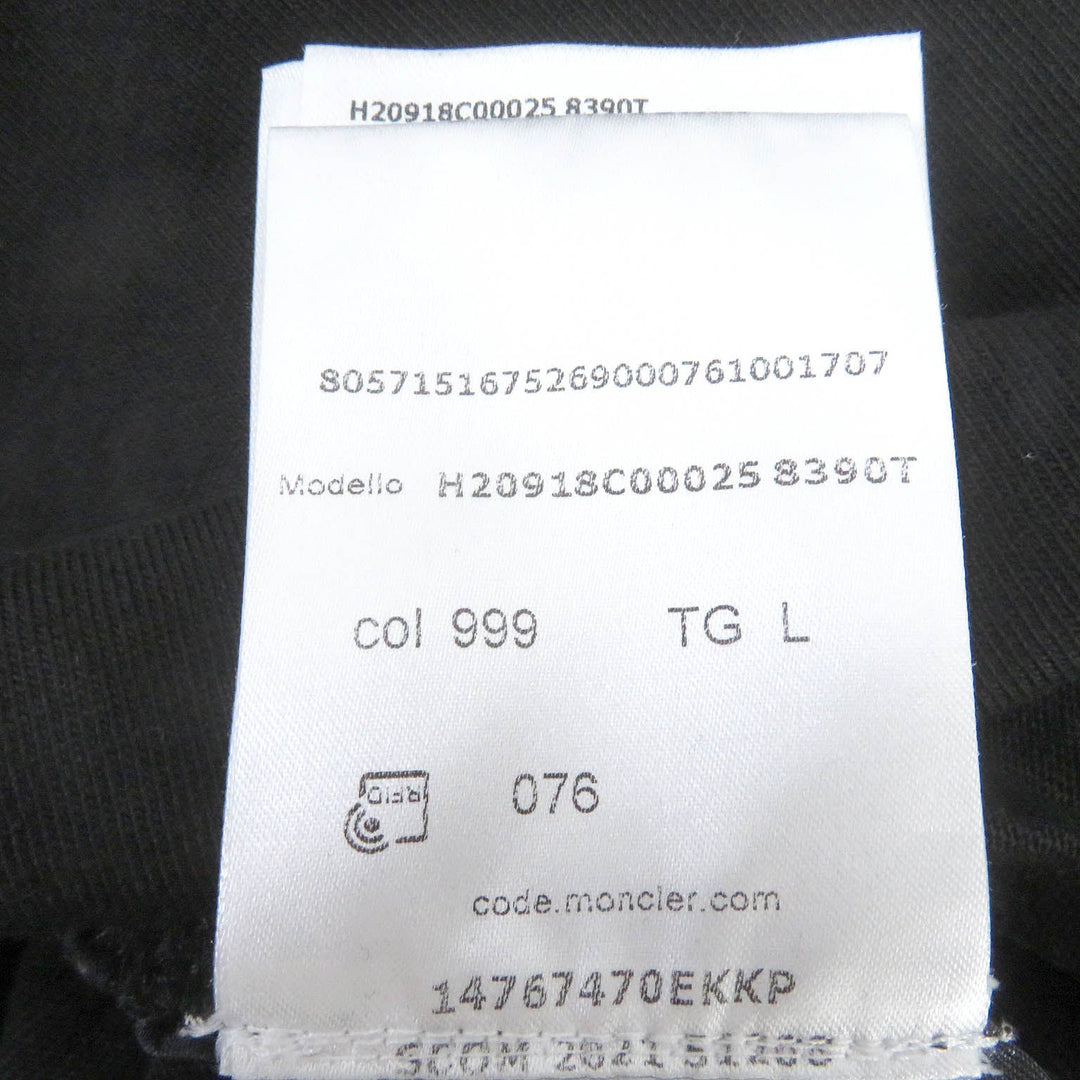 H20918C00025 8390T
8057151675269000761001707
Modello H20918C00025 8390T
col 999 TG L
RFID 076
code.moncler.com
14767470EKKP